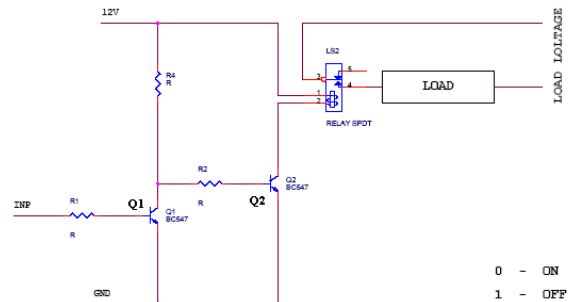 12V
LOAD LOLTAGE
LS2
5
3
4
1
2
LOAD
RELAY SPDT
R4
R
R2
R
Q2
BC547
Q2
R1
R
INP
Q1
Q1
BC547
GND
0 - ON
1 - OFF